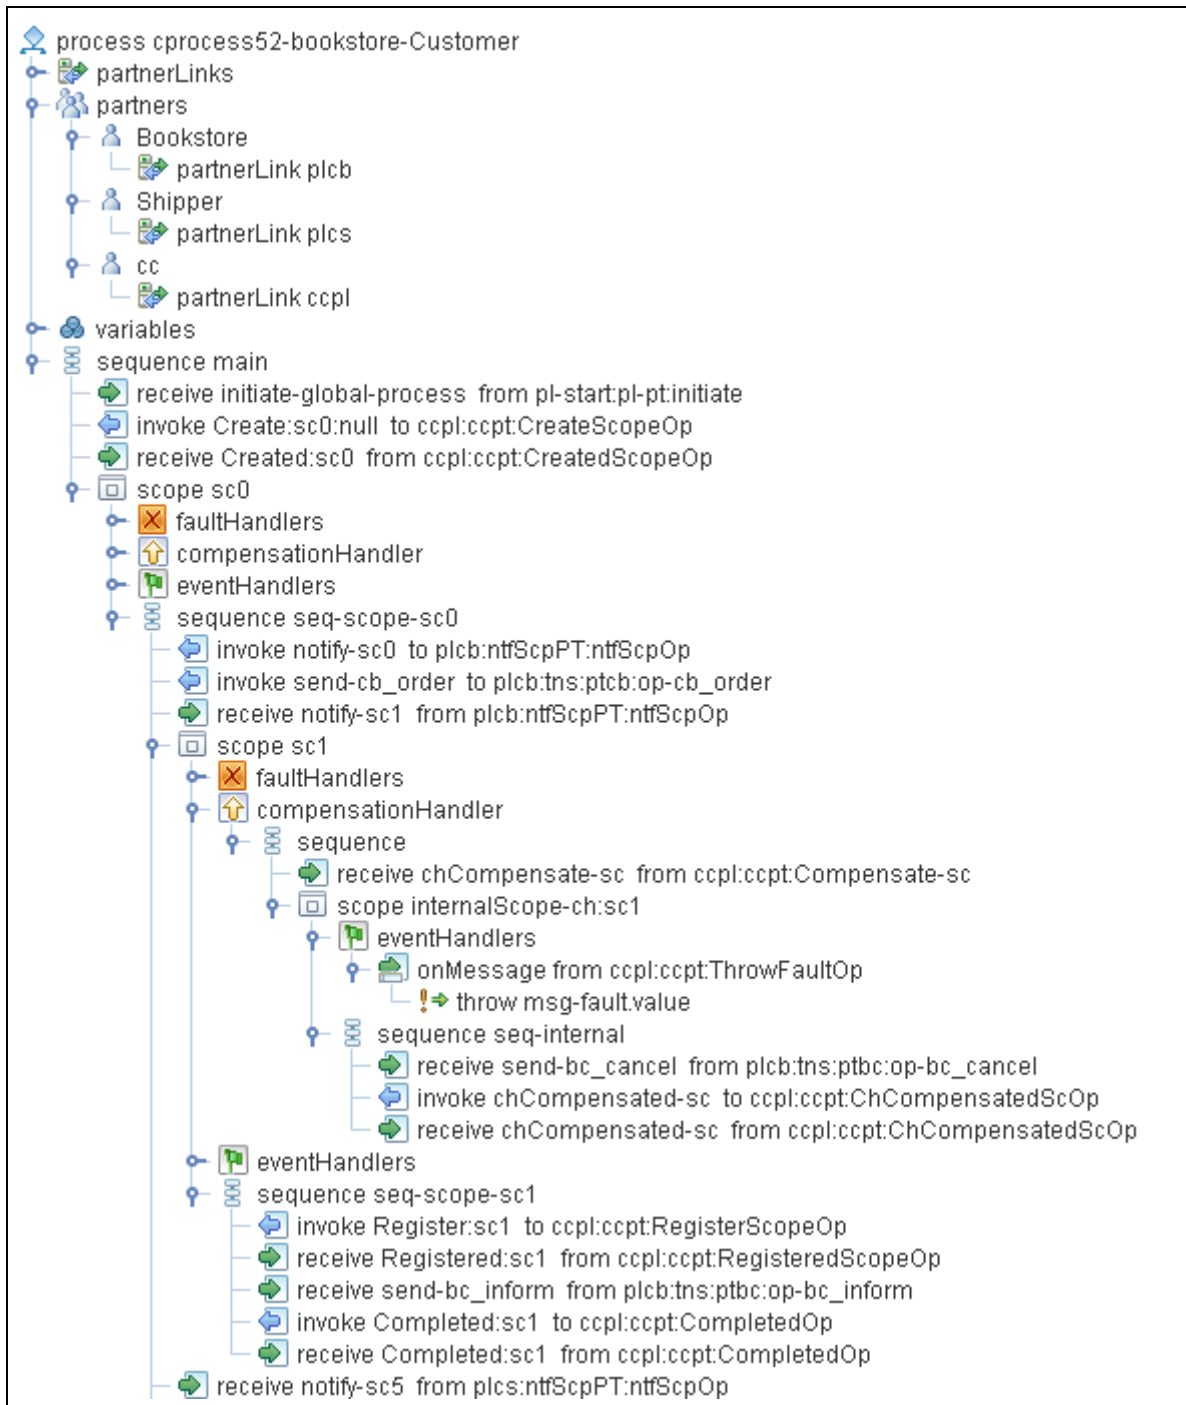 process cprocess52-bookstore-Customer
partnerLinks
partners
Bookstore
partnerLink plcb
Shipper
partnerLink plcs
cc
partnerLink ccpl
variables
sequence main
receive initiate-global-process from pl-start:pl-pt:initiate
invoke Create:sc0:null to ccpl:ccpt:CreateScopeOp
receive Created:sc0 from ccpl:ccpt:CreatedScopeOp
scope sc0
faultHandlers
compensationHandler
eventHandlers
sequence seq-scope-sc0
invoke notify-sc0 to plcb:ntfScpPT:ntfScpOp
invoke send-cb_order to plcb:tns:ptcb:op-cb_order
receive notify-sc1 from plcb:ntfScpPT:ntfScpOp
scope sc1
faultHandlers
compensationHandler
sequence
receive chCompensate-sc from ccpl:ccpt:Compensate-sc
scope internalScope-ch:sc1
eventHandlers
onMessage from ccpl:ccpt:ThrowFaultOp
throw msg-fault.value
sequence seq-internal
receive send-bc_cancel from plcb:tns:ptbc:op-bc_cancel
invoke chCompensated-sc to ccpl:ccpt:ChCompensatedScOp
receive chCompensated-sc from ccpl:ccpt:ChCompensatedScOp
eventHandlers
sequence seq-scope-sc1
invoke Register:sc1 to ccpl:ccpt:RegisterScopeOp
receive Registered:sc1 from ccpl:ccpt:RegisteredScopeOp
receive send-bc_inform from plcb:tns:ptbc:op-bc_inform
invoke Completed:sc1 to ccpl:ccpt:CompletedOp
receive Completed:sc1 from ccpl:ccpt:CompletedOp
receive notify-sc5 from plcs:ntfScpPT:ntfScpOp